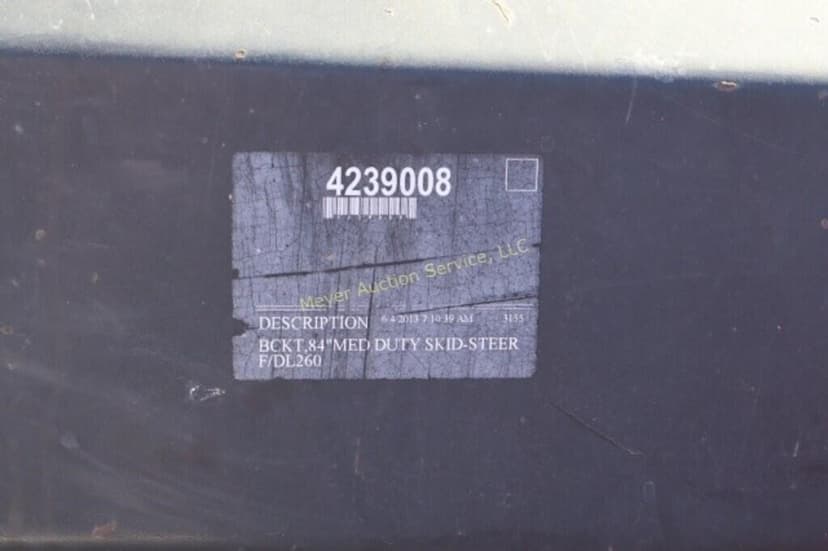 4239008
Meyer Auction Service, LLC
DESCRIPTION 6/4/2013 7:10:39 AM 3155
BCKT,84"MED DUTY SKID-STEER
F/DL260